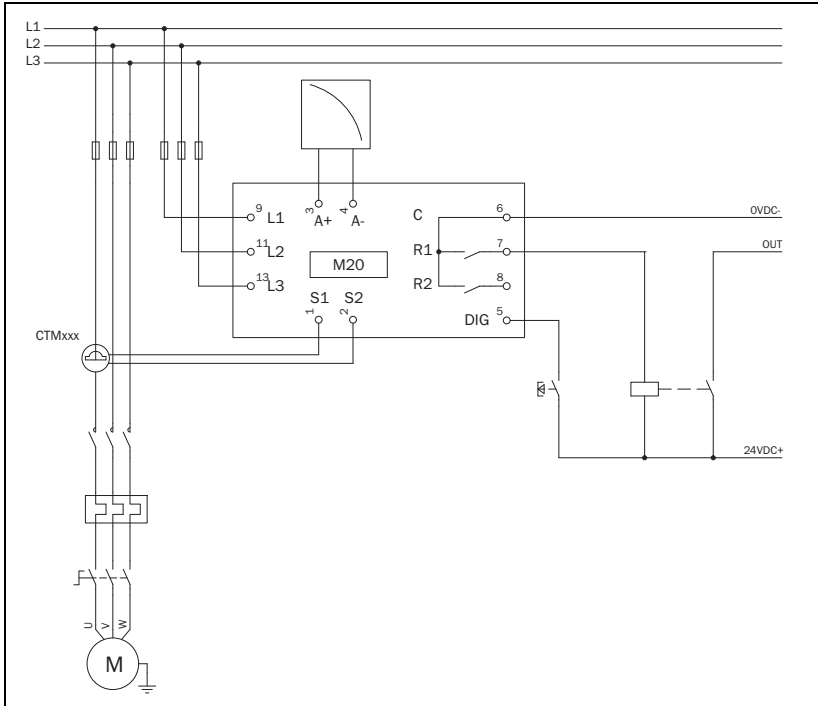 L1
L2
L3
9 L1
11 L2
13 L3
3 A+
4 A-
M20
S1 S2
1 2
C 6
R1 7
R2 8
DIG 5
0VDC-
OUT
24VDC+
CTMxxx
U V W
M